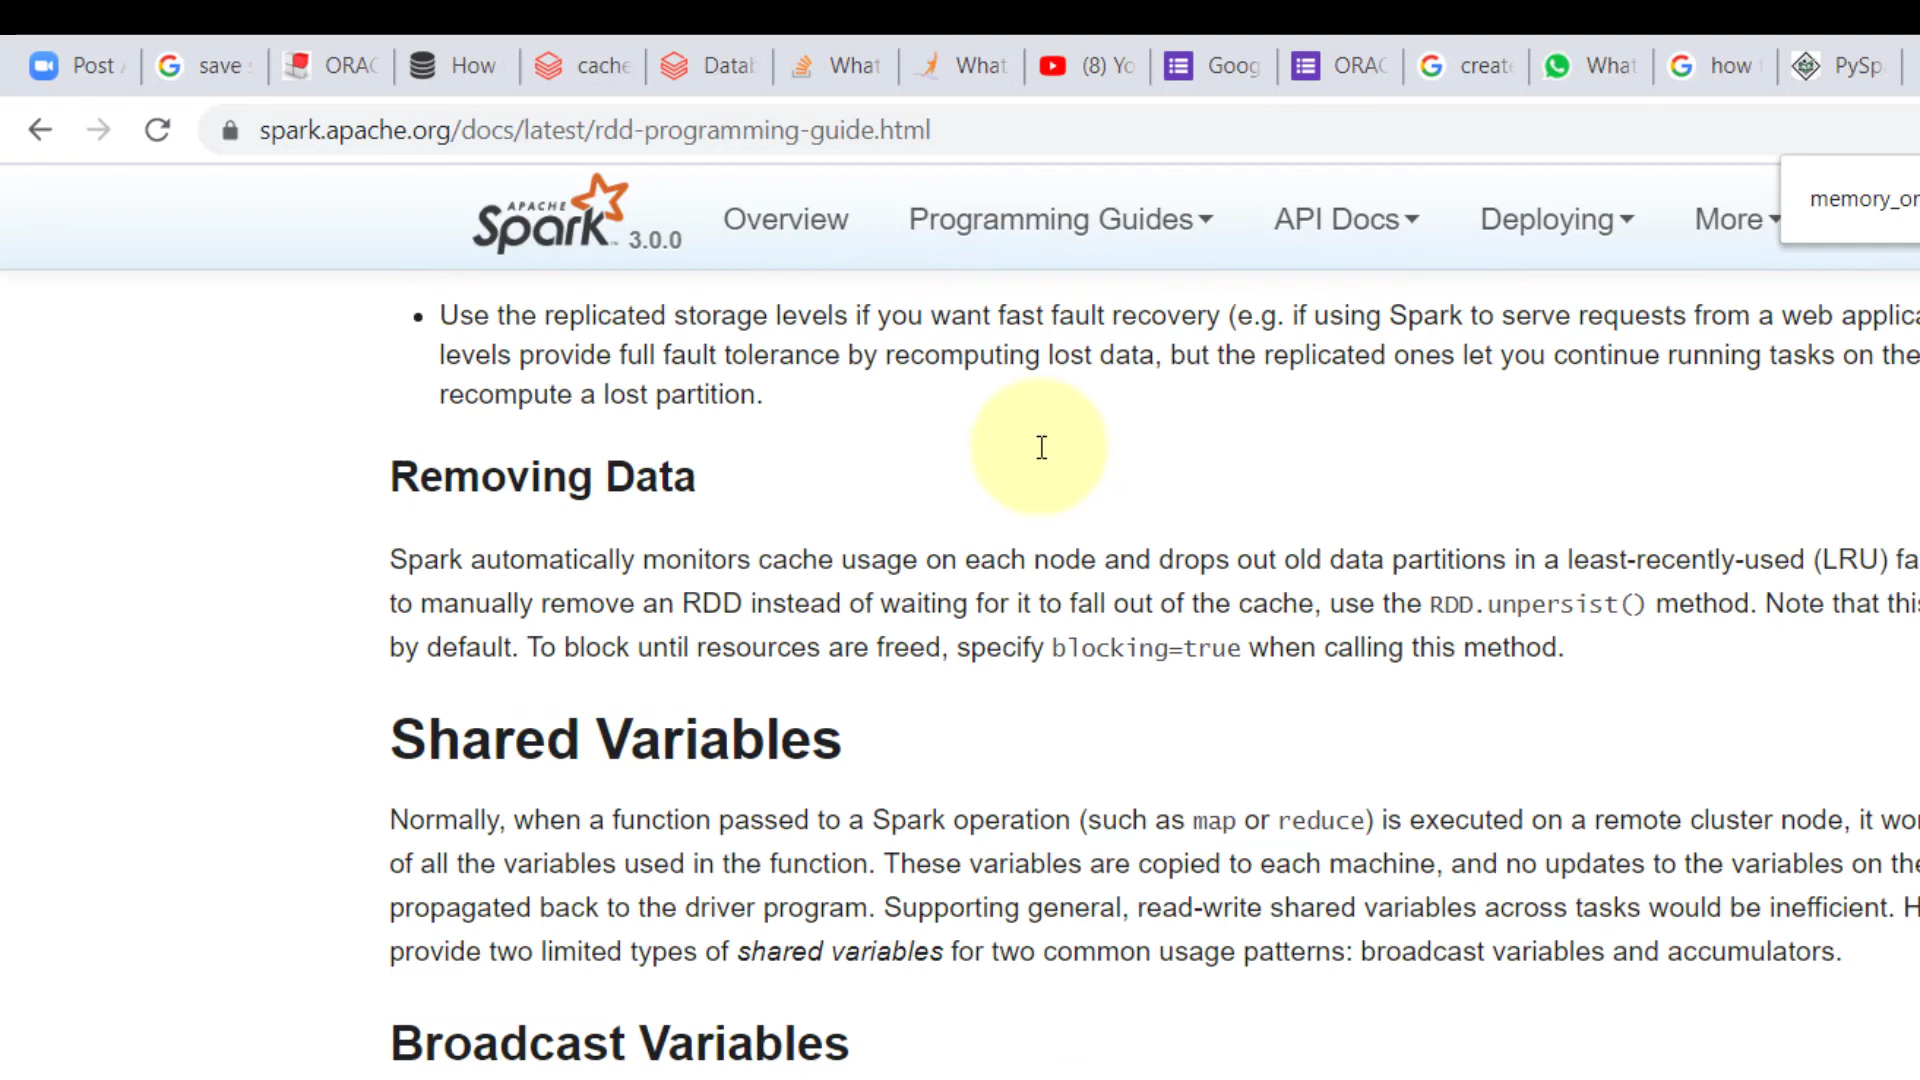 Post
save
ORAC
How
cache
Datab
What
What
(8) Yo
Goog
ORAC
create
What
how
PySp
spark.apache.org/docs/latest/rdd-programming-guide.html
APACHE
Spark 3.0.0
Overview
Programming Guides
API Docs
Deploying
More
memory_or
• Use the replicated storage levels if you want fast fault recovery (e.g. if using Spark to serve requests from a web applica
levels provide full fault tolerance by recomputing lost data, but the replicated ones let you continue running tasks on the
recompute a lost partition.
Removing Data
Spark automatically monitors cache usage on each node and drops out old data partitions in a least-recently-used (LRU) fa
to manually remove an RDD instead of waiting for it to fall out of the cache, use the RDD.unpersist() method. Note that this
by default. To block until resources are freed, specify blocking=true when calling this method.
Shared Variables
Normally, when a function passed to a Spark operation (such as map or reduce) is executed on a remote cluster node, it wor
of all the variables used in the function. These variables are copied to each machine, and no updates to the variables on the
propagated back to the driver program. Supporting general, read-write shared variables across tasks would be inefficient. H
provide two limited types of shared variables for two common usage patterns: broadcast variables and accumulators.
Broadcast Variables